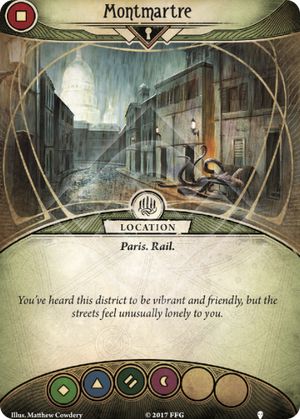 Montmartre
LOCATION
Paris. Rail.
You've heard this district to be vibrant and friendly, but the
streets feel unusually lonely to you.
Illus. Matthew Cowdery
© 2017 FFG